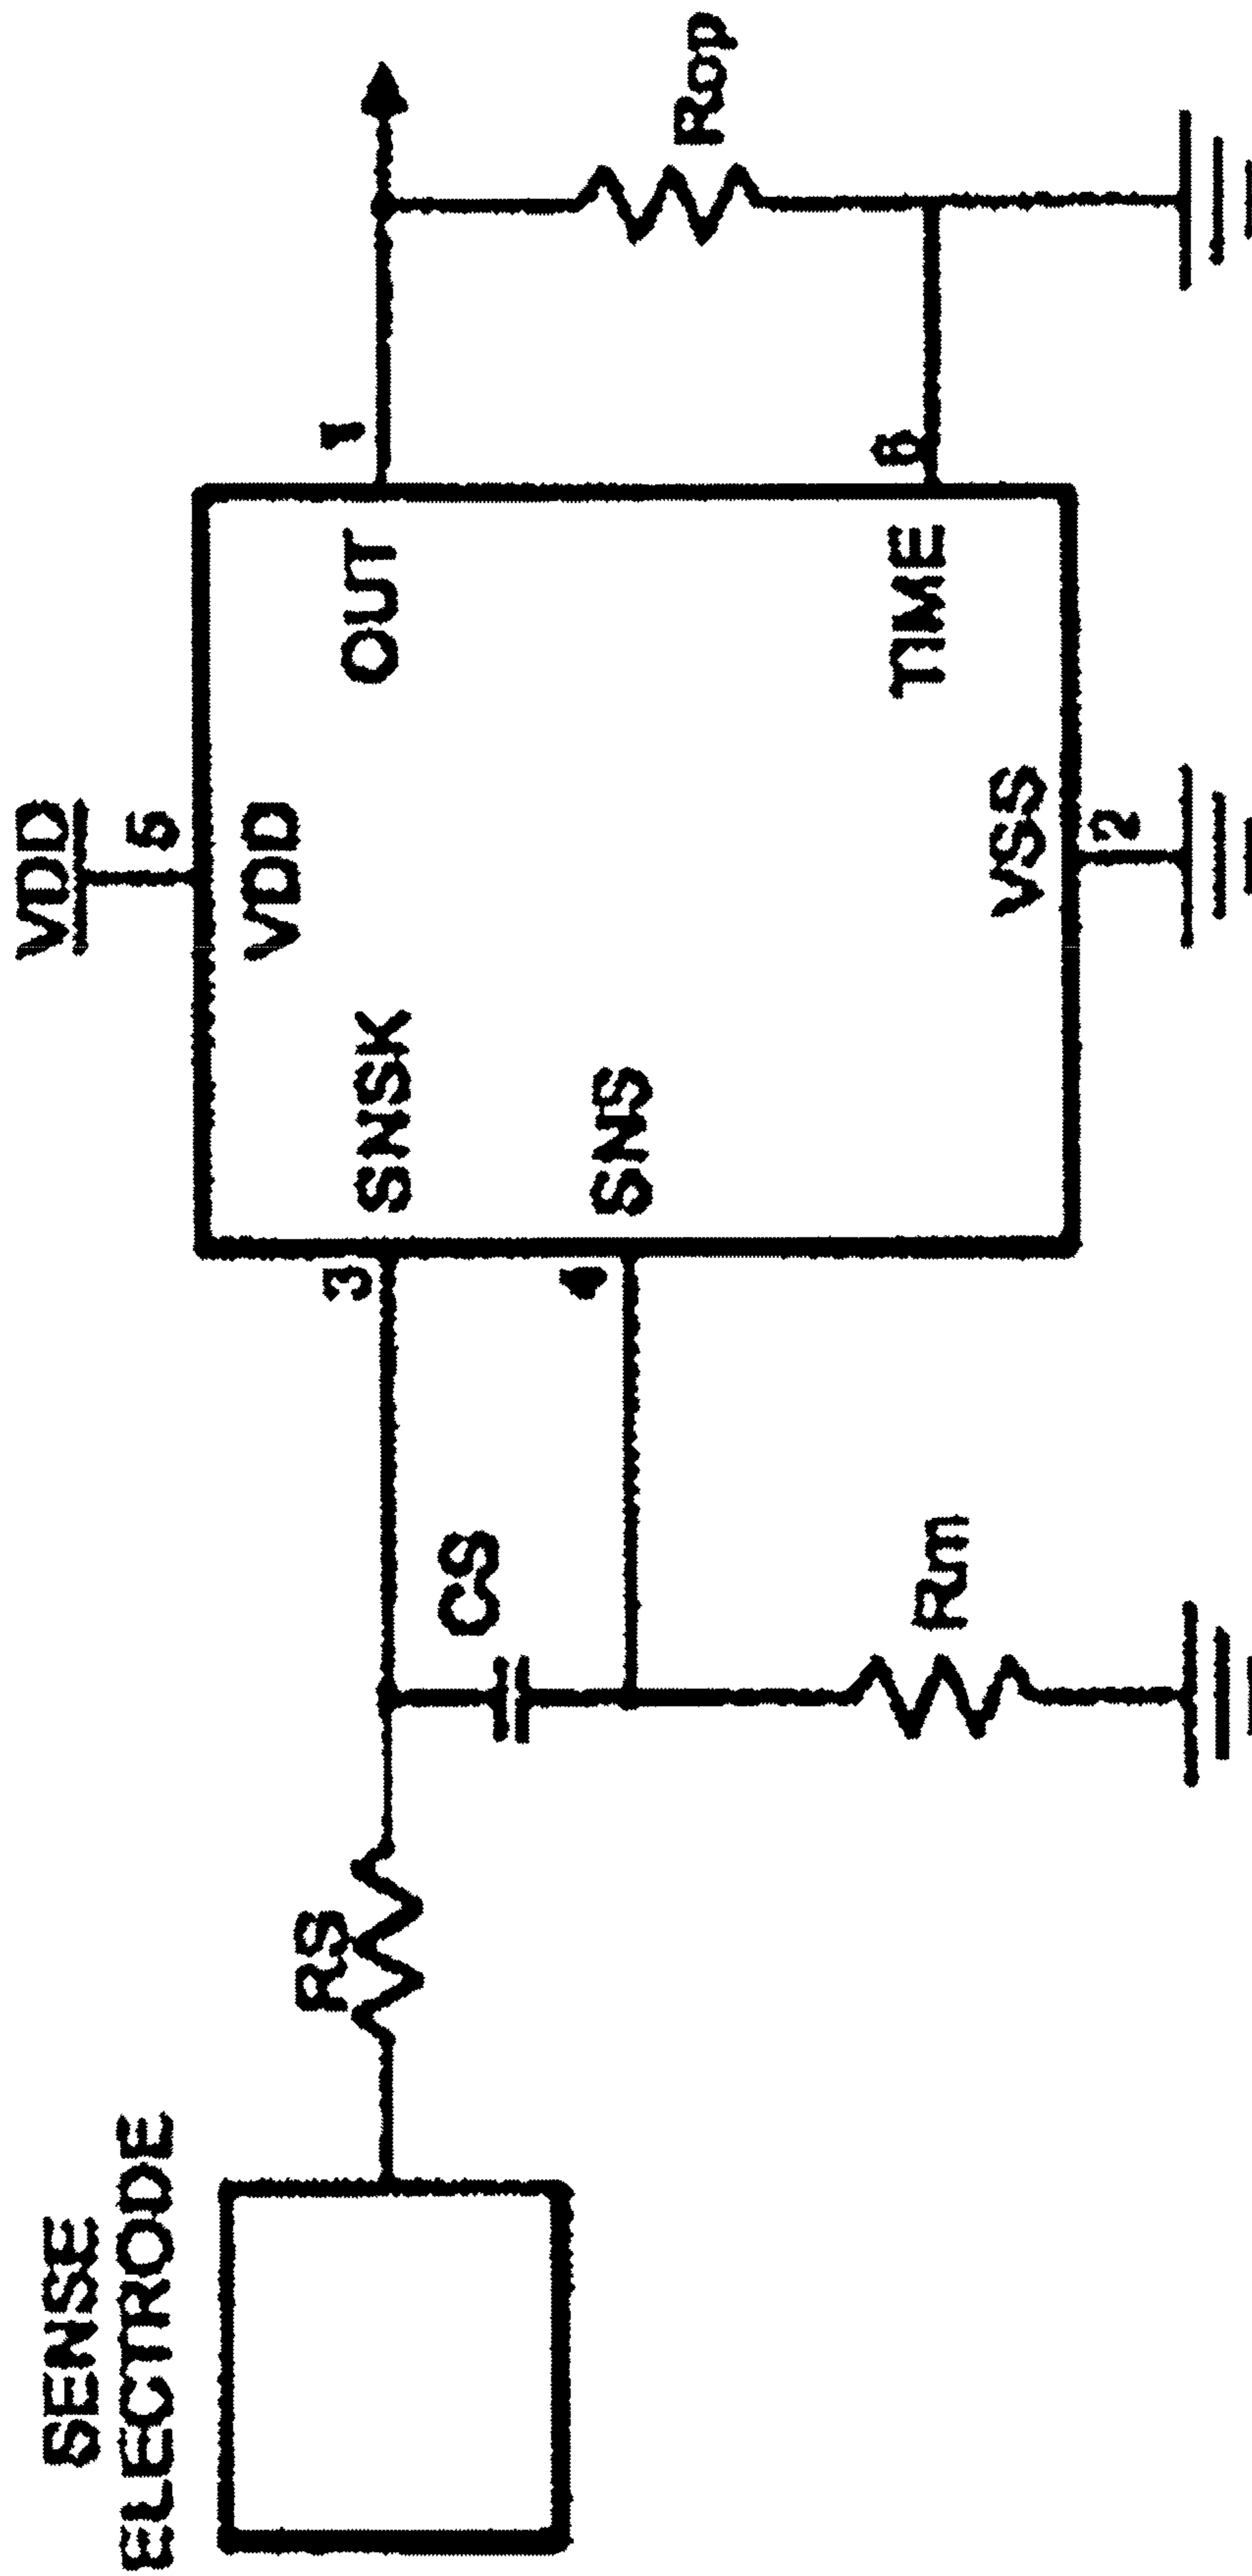 SENSE
ELECTRODE
RS
CS
Rm
3
SNSK
4
SNS
VDD
5
VDD
OUT
1
TIME
6
VSS
2
Rop